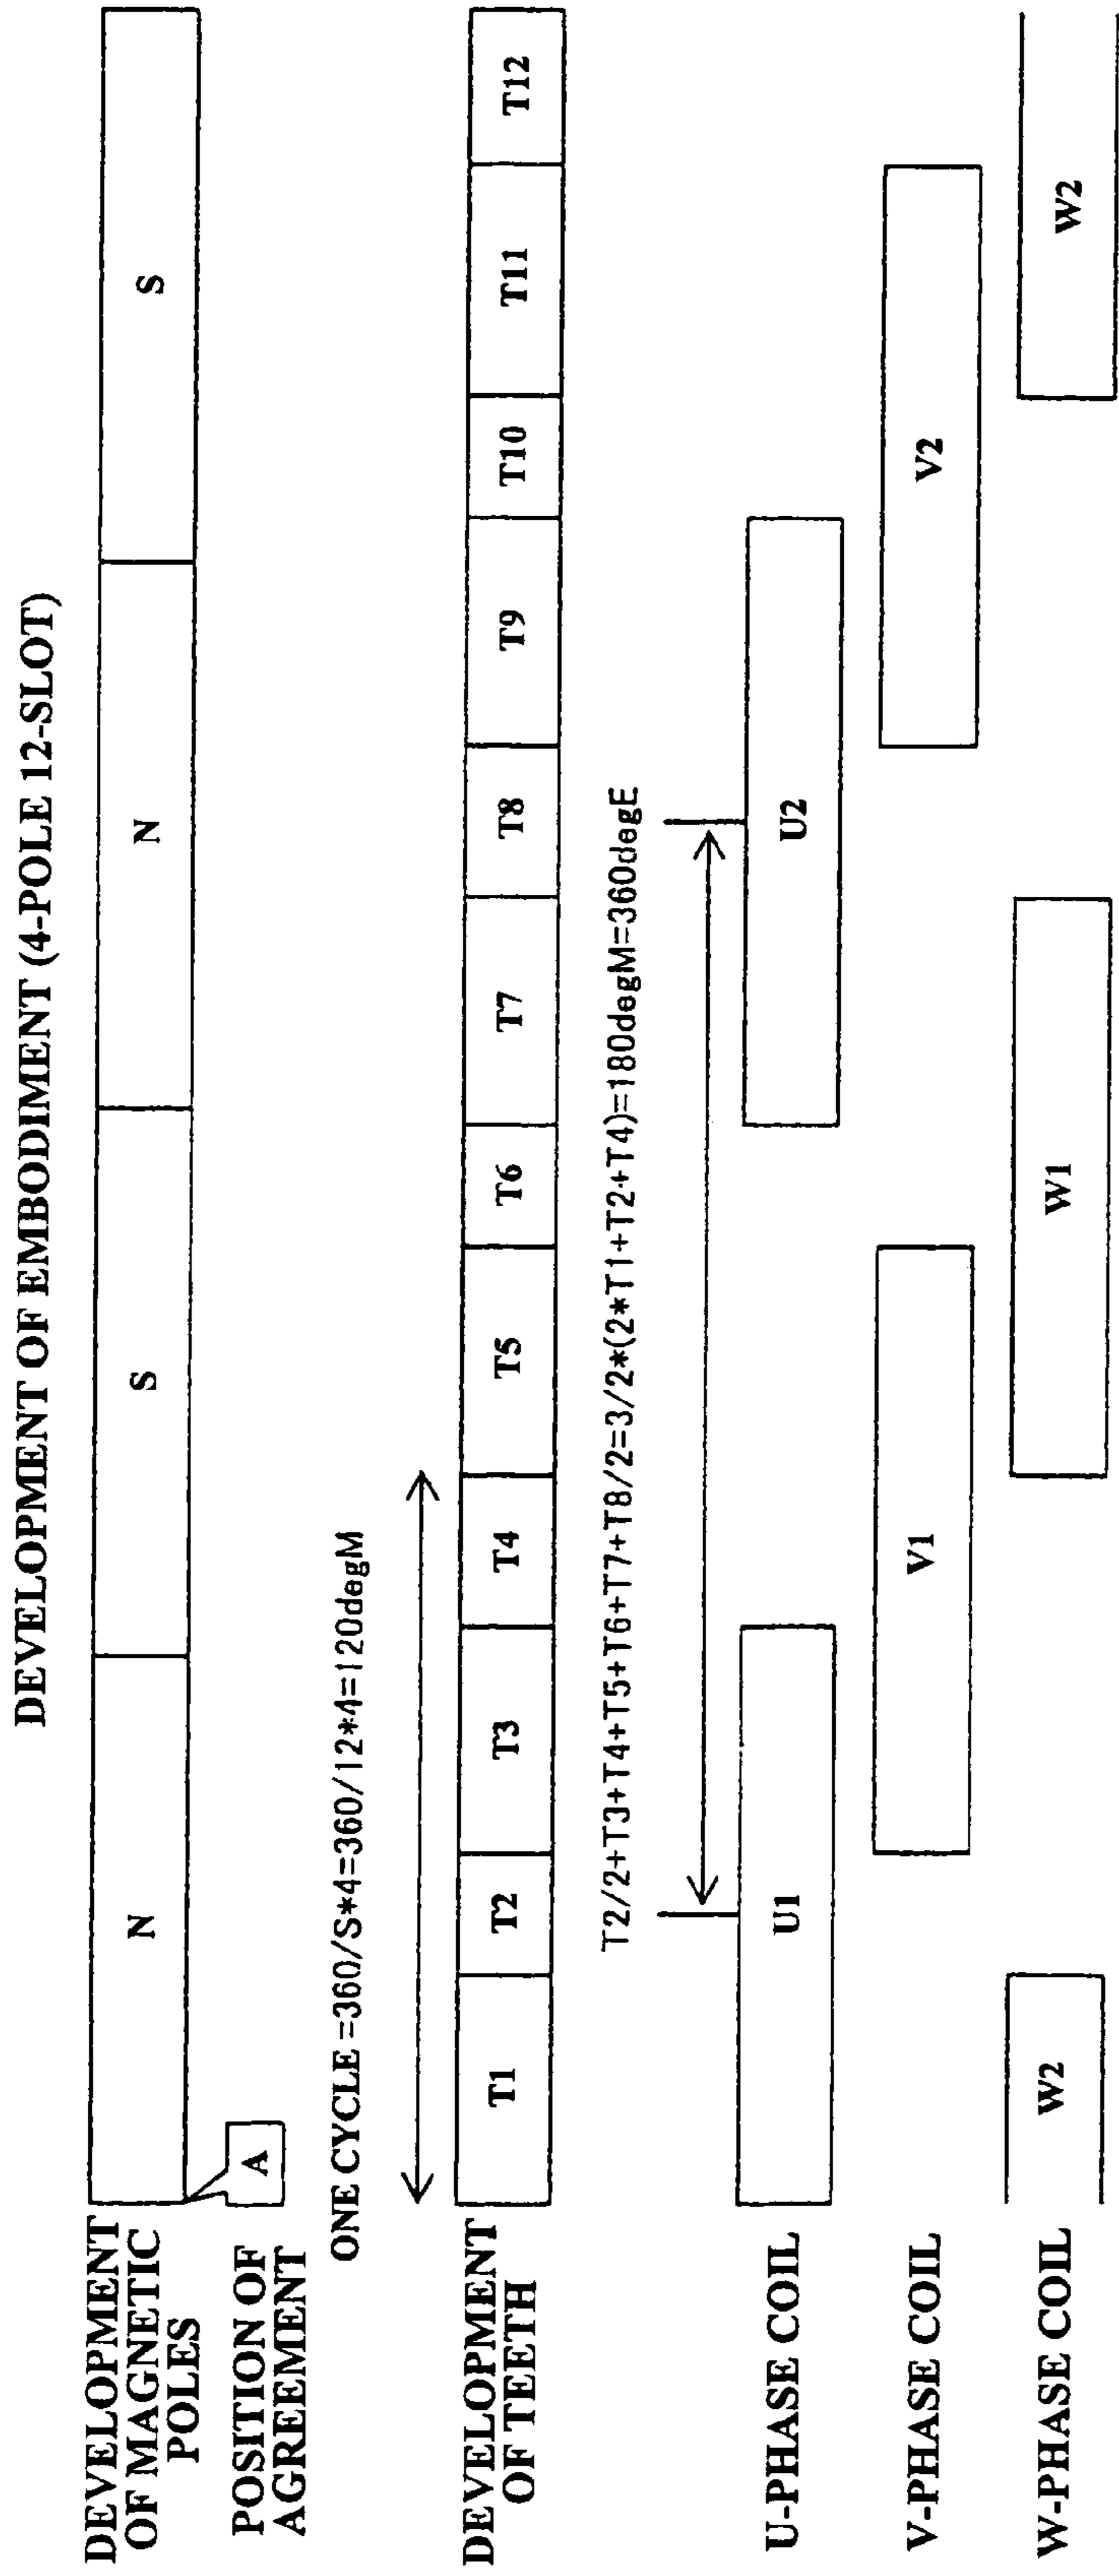 DEVELOPMENT OF EMBODIMENT (4-POLE 12-SLOT)
DEVELOPMENT
OF MAGNETIC
POLES
N
S
N
S
POSITION OF
AGREEMENT
A
ONE CYCLE =360/S*4=360/12*4=120degM
DEVELOPMENT
OF TEETH
T1
T2
T3
T4
T5
T6
T7
T8
T9
T10
T11
T12
T2/2+T3+T4+T5+T6+T7+T8/2=3/2*(2*T1+T2+T4)=180degM=360degE
U-PHASE COIL
U1
U2
V-PHASE COIL
V1
V2
W-PHASE COIL
W2
W1
W2